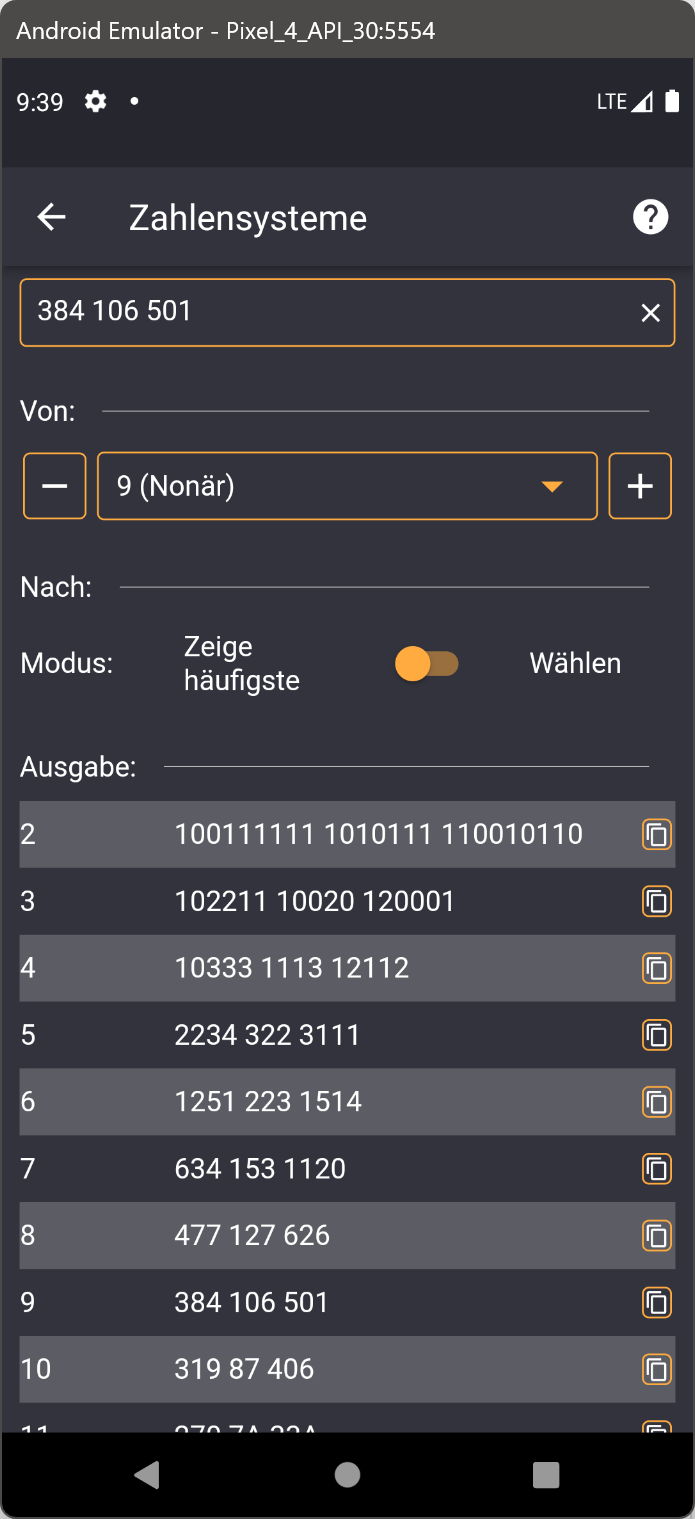 Android Emulator - Pixel_4_API_30:5554
9:39 LTE
Zahlensysteme
384 106 501
Von:
9 (Nonär)
Nach:
Modus: Zeige häufigste Wählen
Ausgabe:
2 100111111 1010111 110010110
3 102211 10020 120001
4 10333 1113 12112
5 2234 322 3111
6 1251 223 1514
7 634 153 1120
8 477 127 626
9 384 106 501
10 319 87 406